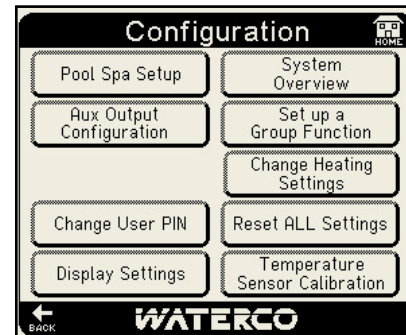 Configuration
HOME
Pool Spa Setup
System
Overview
Aux Output
Configuration
Set up a
Group Function
Change Heating
Settings
Change User PIN
Reset ALL Settings
Display Settings
Temperature
Sensor Calibration
BACK
WATERCO